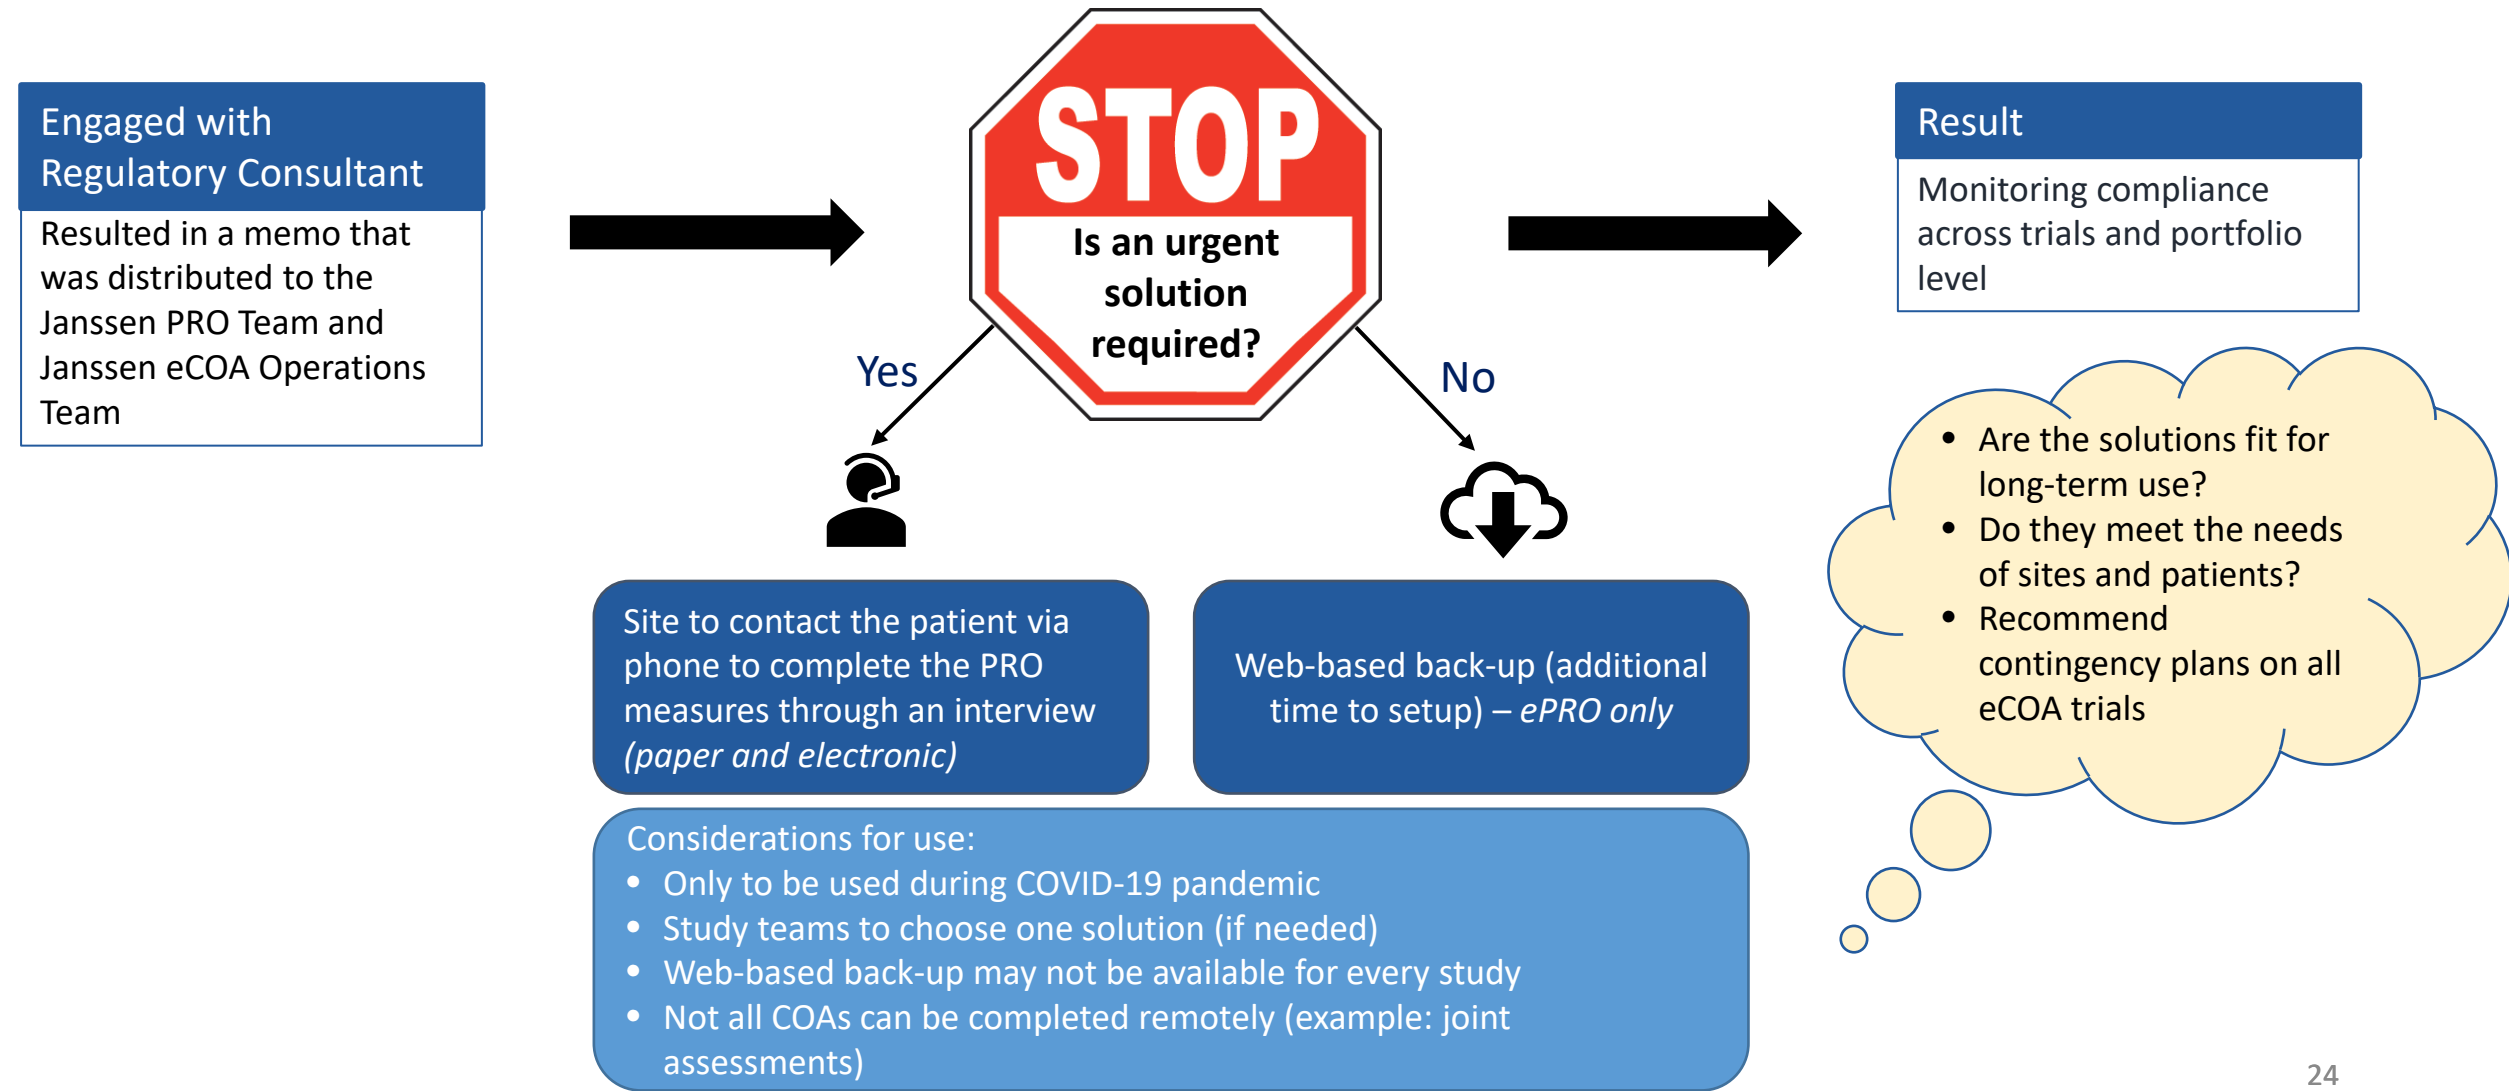 Engaged with
Regulatory Consultant
Resulted in a memo that
was distributed to the
Janssen PRO Team and
Janssen eCOA Operations
Team
STOP
Is an urgent
solution
required?
Yes
No
Site to contact the patient via
phone to complete the PRO
measures through an interview
(paper and electronic)
Web-based back-up (additional
time to setup) – ePRO only
Considerations for use:
• Only to be used during COVID-19 pandemic
• Study teams to choose one solution (if needed)
• Web-based back-up may not be available for every study
• Not all COAs can be completed remotely (example: joint
assessments)
Result
Monitoring compliance
across trials and portfolio
level
• Are the solutions fit for
long-term use?
• Do they meet the needs
of sites and patients?
• Recommend
contingency plans on all
eCOA trials
24